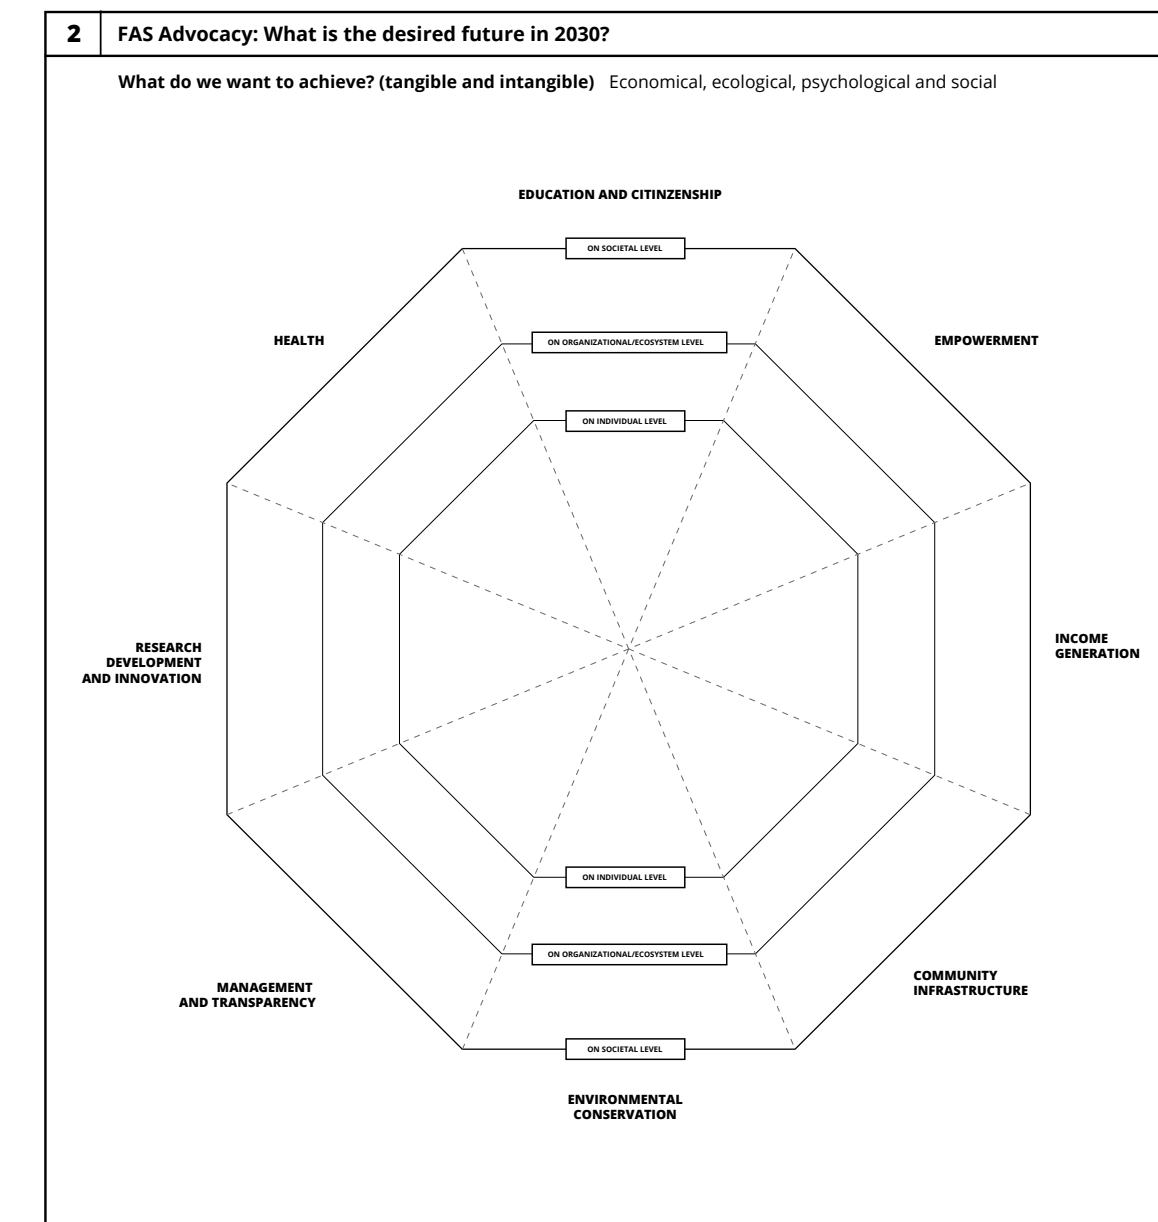 2 FAS Advocacy: What is the desired future in 2030?
What do we want to achieve? (tangible and intangible) Economical, ecological, psychological and social
EDUCATION AND CITINZENSHIP
ON SOCIETAL LEVEL
HEALTH
EMPOWERMENT
ON ORGANIZATIONAL/ECOSYSTEM LEVEL
ON INDIVIDUAL LEVEL
RESEARCH
DEVELOPMENT
AND INNOVATION
INCOME
GENERATION
ON INDIVIDUAL LEVEL
ON ORGANIZATIONAL/ECOSYSTEM LEVEL
MANAGEMENT
AND TRANSPARENCY
COMMUNITY
INFRASTRUCTURE
ON SOCIETAL LEVEL
ENVIRONMENTAL
CONSERVATION